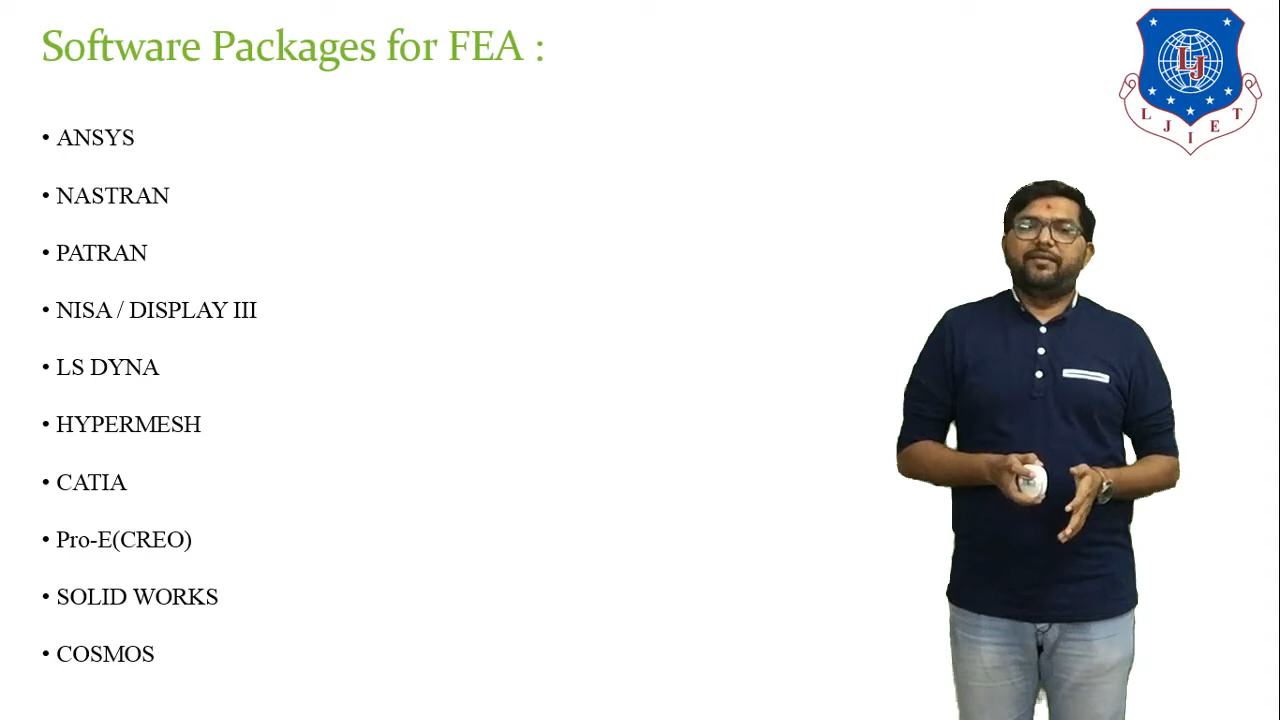 Software Packages for FEA :
• ANSYS
• NASTRAN
• PATRAN
• NISA / DISPLAY III
• LS DYNA
• HYPERMESH
• CATIA
• Pro-E(CREO)
• SOLID WORKS
• COSMOS
LJ
L J I E T